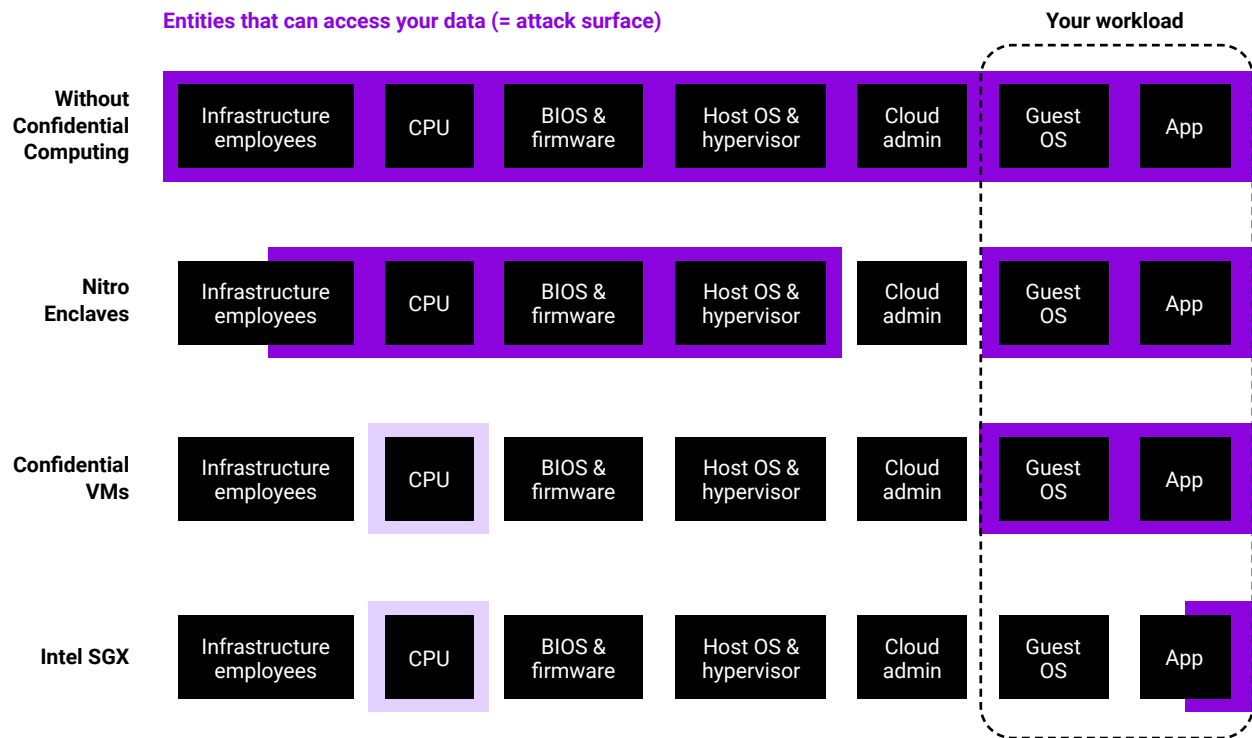 Entities that can access your data (= attack surface)
Your workload
Without
Confidential
Computing
Infrastructure
employees
CPU
BIOS &
firmware
Host OS &
hypervisor
Cloud
admin
Guest
OS
App
Nitro
Enclaves
Infrastructure
employees
CPU
BIOS &
firmware
Host OS &
hypervisor
Cloud
admin
Guest
OS
App
Confidential
VMs
Infrastructure
employees
CPU
BIOS &
firmware
Host OS &
hypervisor
Cloud
admin
Guest
OS
App
Intel SGX
Infrastructure
employees
CPU
BIOS &
firmware
Host OS &
hypervisor
Cloud
admin
Guest
OS
App